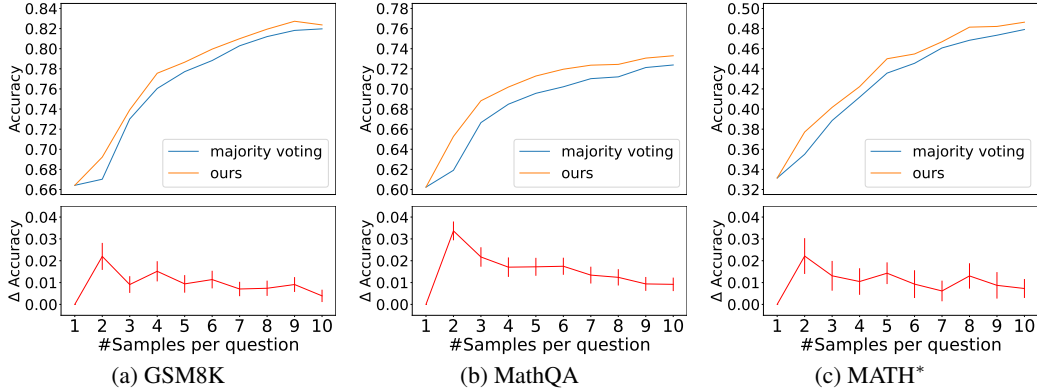 Accuracy
0.84
0.82
0.80
0.78
0.76
0.74
0.72
0.70
0.68
0.66
majority voting
ours
Δ Accuracy
0.04
0.03
0.02
0.01
0.00
1 2 3 4 5 6 7 8 9 10
#Samples per question
(a) GSM8K
Accuracy
0.78
0.76
0.74
0.72
0.70
0.68
0.66
0.64
0.62
0.60
majority voting
ours
Δ Accuracy
0.04
0.03
0.02
0.01
0.00
1 2 3 4 5 6 7 8 9 10
#Samples per question
(b) MathQA
Accuracy
0.50
0.48
0.46
0.44
0.42
0.40
0.38
0.36
0.34
0.32
majority voting
ours
Δ Accuracy
0.04
0.03
0.02
0.01
0.00
1 2 3 4 5 6 7 8 9 10
#Samples per question
(c) MATH*